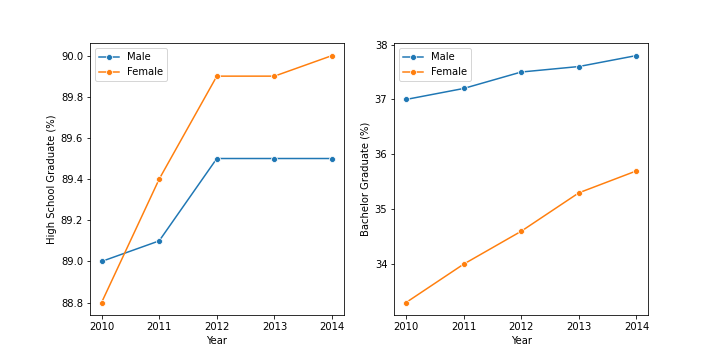 Male
Female
90.0
89.8
89.6
89.4
89.2
89.0
88.8
High School Graduate (%)
2010 2011 2012 2013 2014
Year
Male
Female
38
37
36
35
34
Bachelor Graduate (%)
2010 2011 2012 2013 2014
Year